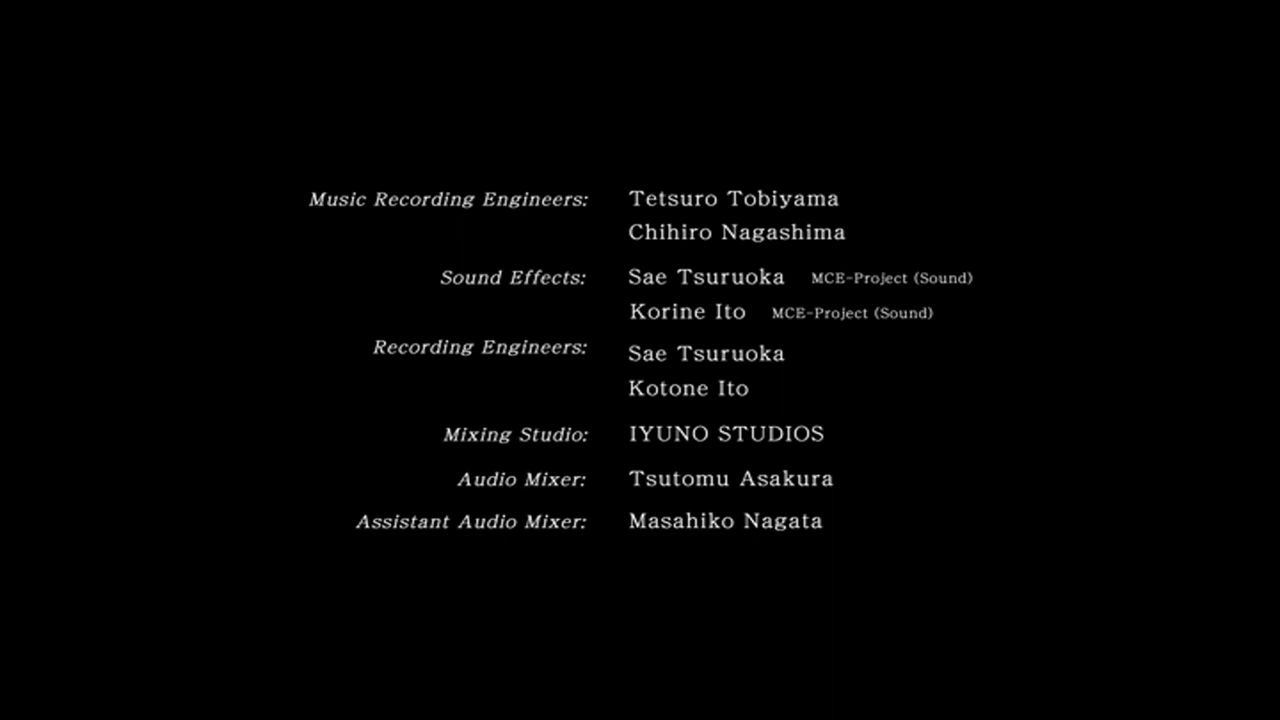 Music Recording Engineers: Tetsuro Tobiyama
Chihiro Nagashima
Sound Effects: Sae Tsuruoka MCE-Project (Sound)
Korine Ito MCE-Project (Sound)
Recording Engineers: Sae Tsuruoka
Kotone Ito
Mixing Studio: IYUNO STUDIOS
Audio Mixer: Tsutomu Asakura
Assistant Audio Mixer: Masahiko Nagata